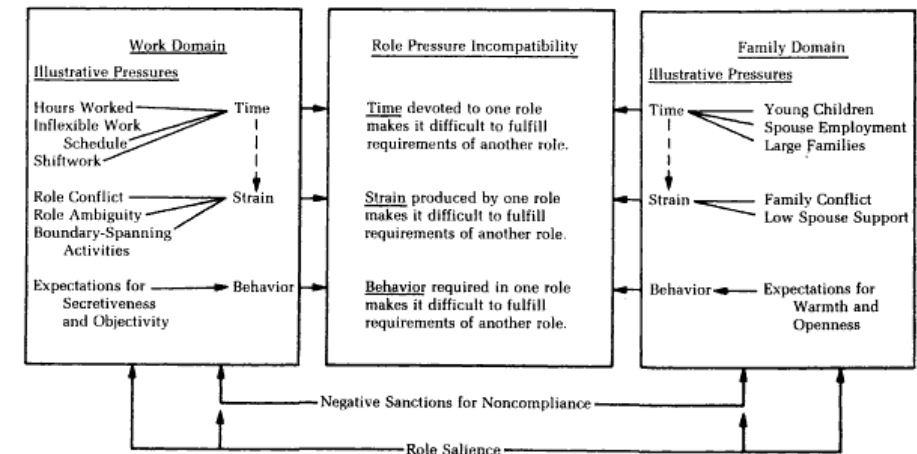 Work Domain
Illustrative Pressures
Hours Worked
Inflexible Work
Schedule
Shiftwork
Time
Role Conflict
Role Ambiguity
Boundary-Spanning
Activities
Strain
Expectations for
Secretiveness
and Objectivity
Behavior
Role Pressure Incompatibility
Time devoted to one role
makes it difficult to fulfill
requirements of another role.
Strain produced by one role
makes it difficult to fulfill
requirements of another role.
Behavior required in one role
makes it difficult to fulfill
requirements of another role.
Family Domain
Illustrative Pressures
Time
Young Children
Spouse Employment
Large Families
Strain
Family Conflict
Low Spouse Support
Behavior
Expectations for
Warmth and
Openness
Negative Sanctions for Noncompliance
Role Salience